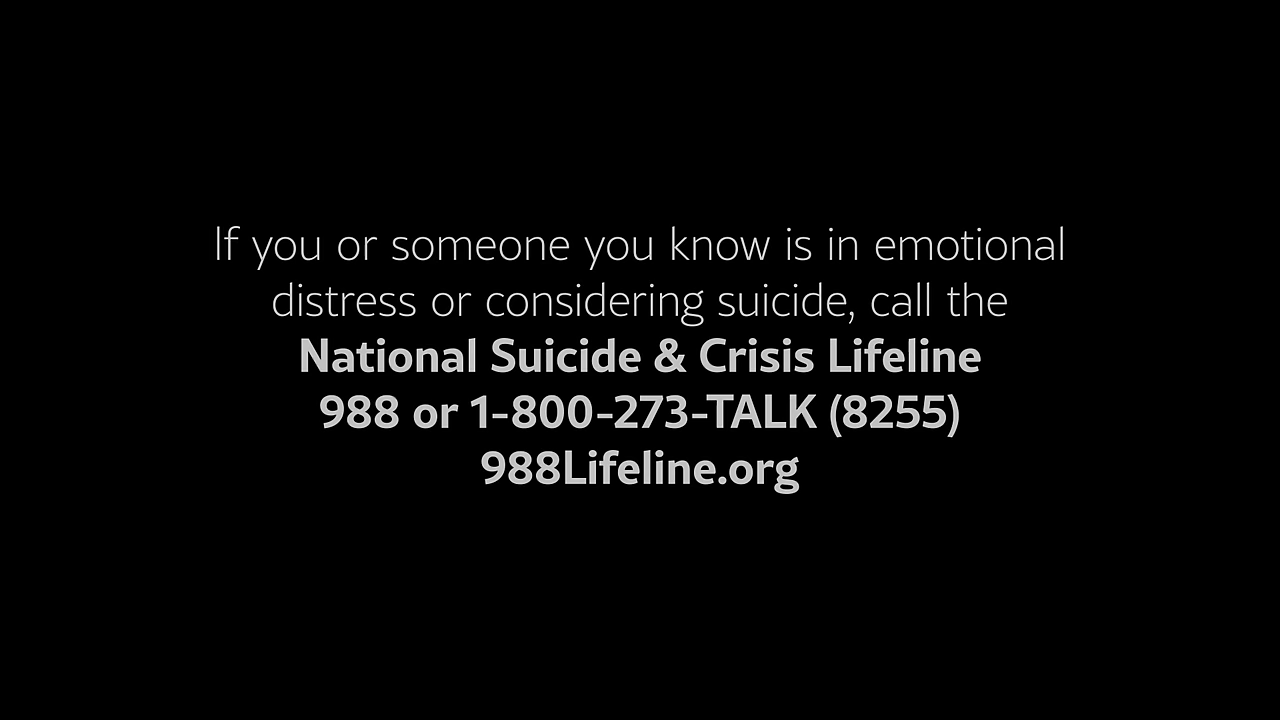 If you or someone you know is in emotional
distress or considering suicide, call the
National Suicide & Crisis Lifeline
988 or 1-800-273-TALK (8255)
988Lifeline.org